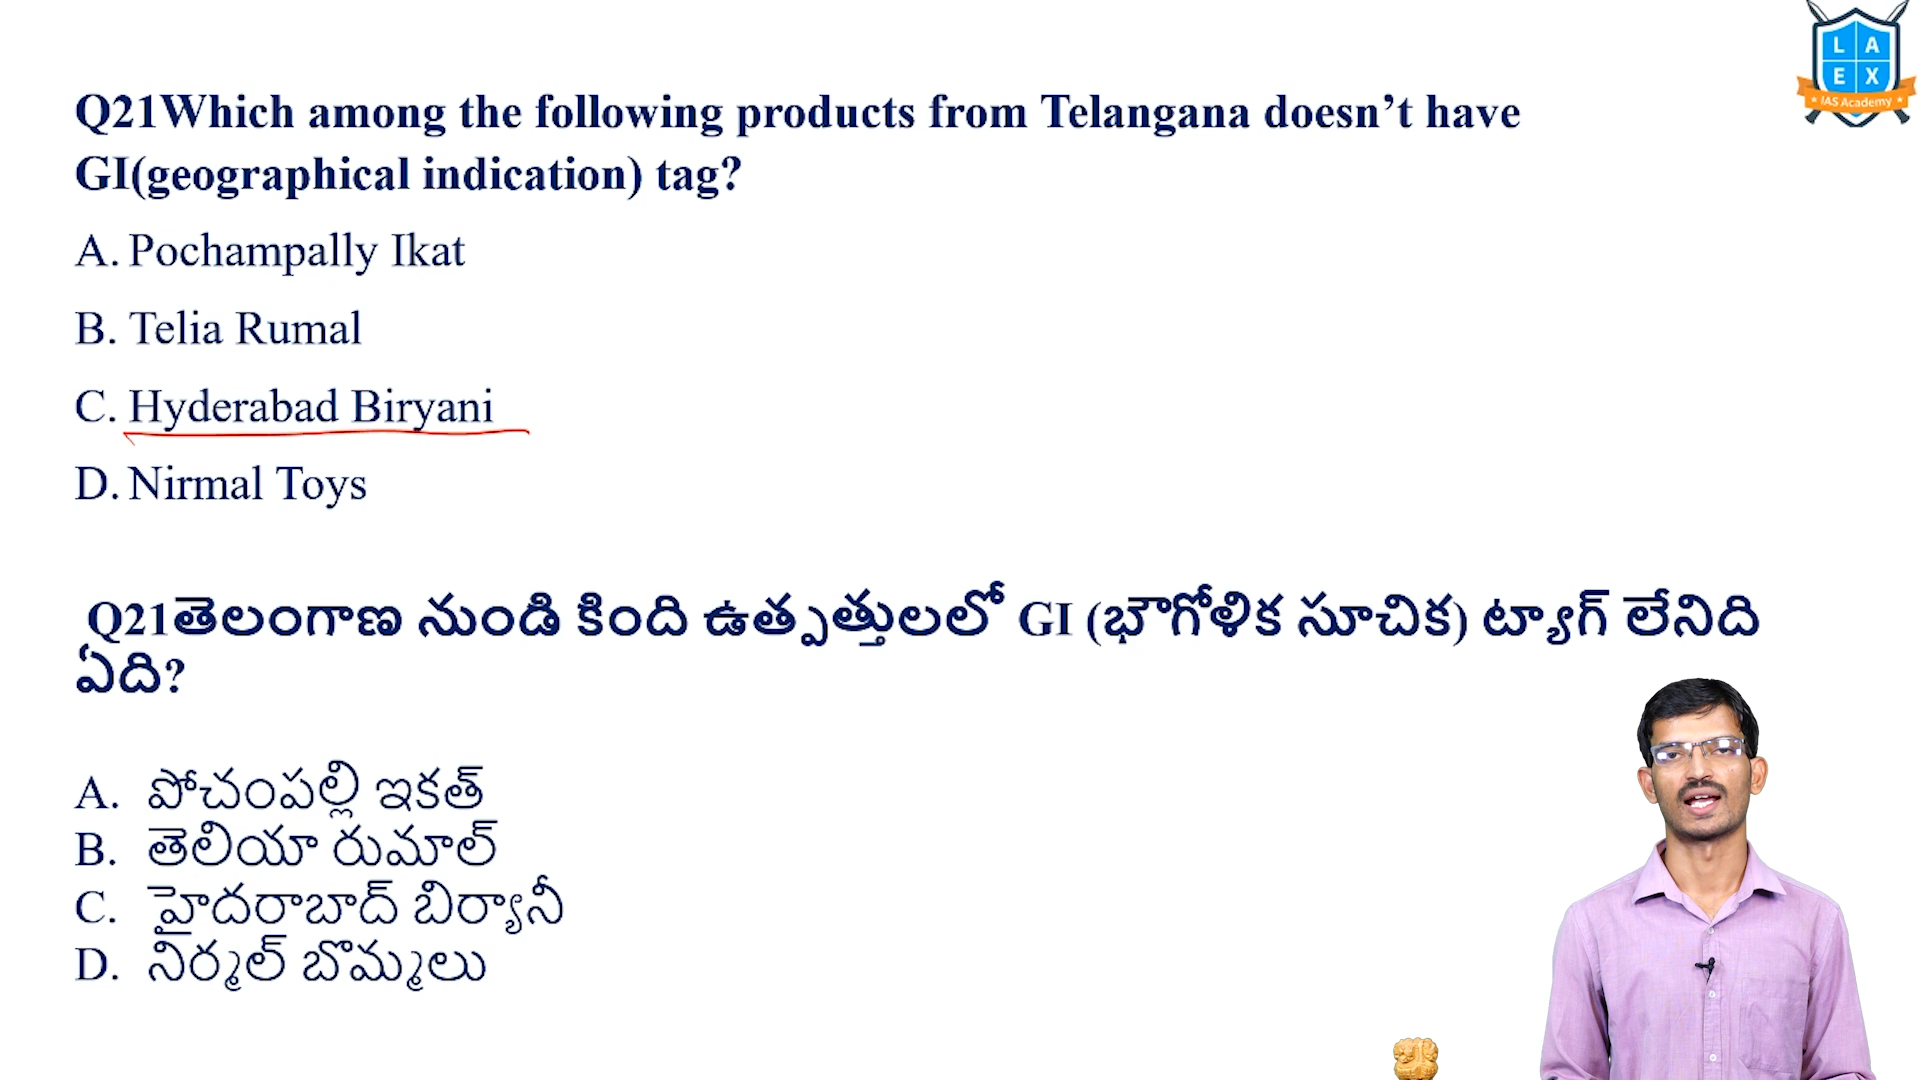 L A
E X
IAS Academy
Q21Which among the following products from Telangana doesn’t have
GI(geographical indication) tag?
A. Pochampally Ikat
B. Telia Rumal
C. Hyderabad Biryani
D. Nirmal Toys
Q21తెలంగాణ నుండి కింది ఉత్పత్తులలో GI (భౌగోళిక సూచిక) ట్యాగ్ లేనిది
ఏది?
A. పోచంపల్లి ఇకత్
B. తెలియా రుమాల్
C. హైదరాబాద్ బిర్యానీ
D. నిర్మల్ బొమ్మలు